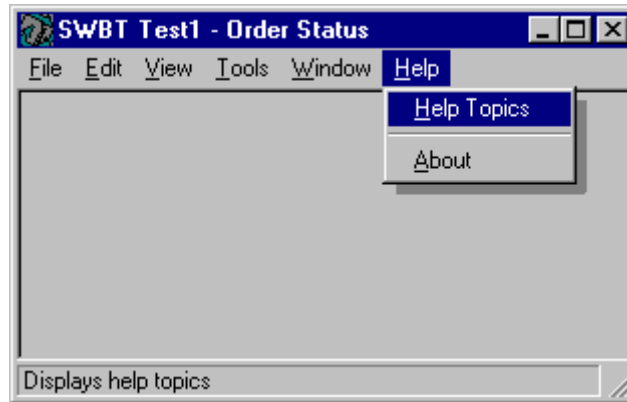 SWBT Test1 - Order Status
File Edit View Tools Window Help
Help Topics
About
Displays help topics